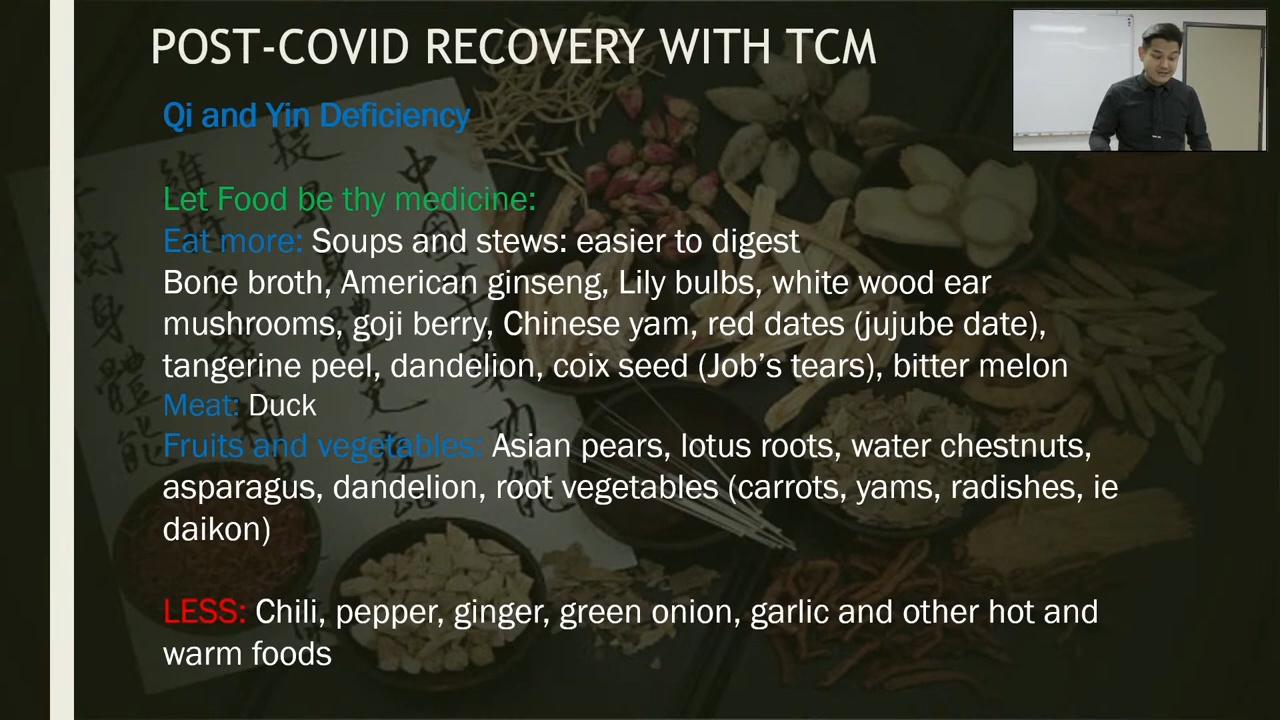 POST-COVID RECOVERY WITH TCM
Qi and Yin Deficiency
Let Food be thy medicine:
Eat more: Soups and stews: easier to digest
Bone broth, American ginseng, Lily bulbs, white wood ear
mushrooms, goji berry, Chinese yam, red dates (jujube date),
tangerine peel, dandelion, coix seed (Job’s tears), bitter melon
Meat: Duck
Fruits and vegetables: Asian pears, lotus roots, water chestnuts,
asparagus, dandelion, root vegetables (carrots, yams, radishes, ie
daikon)
LESS: Chili, pepper, ginger, green onion, garlic and other hot and
warm foods